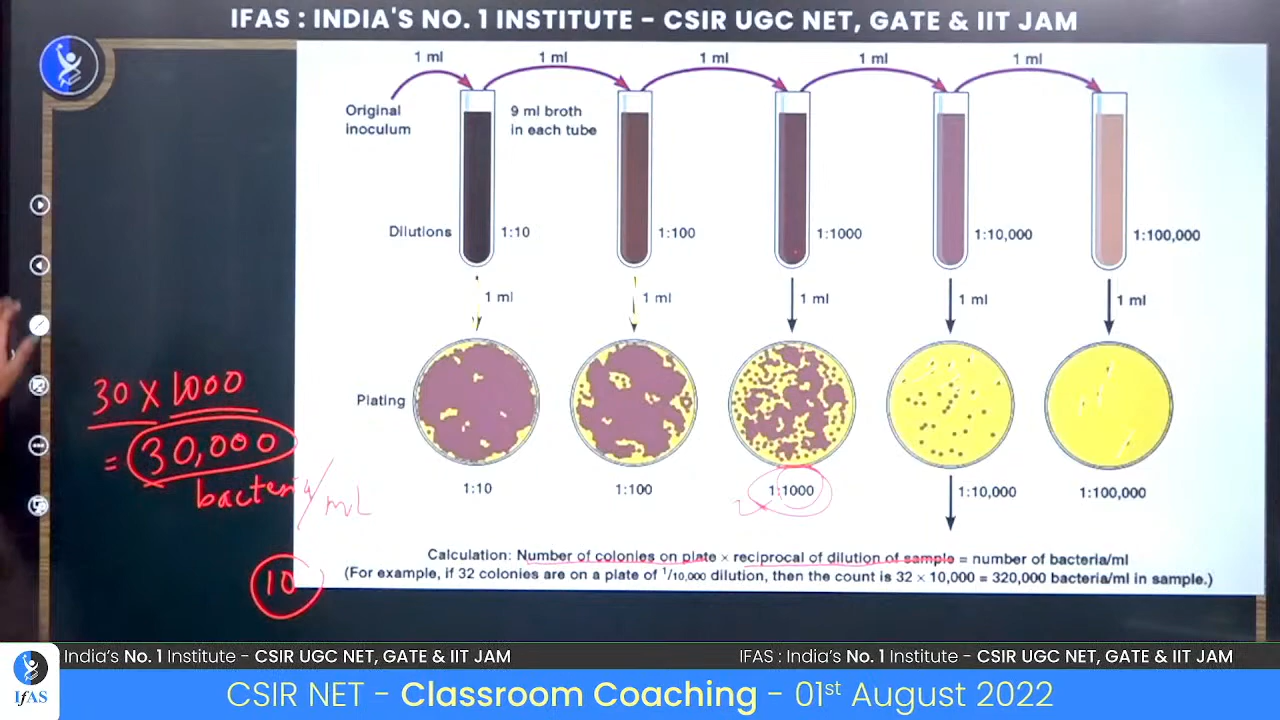 IFAS : INDIA'S NO. 1 INSTITUTE - CSIR UGC NET, GATE & IIT JAM
1 ml 1 ml 1 ml 1 ml 1 ml
Original inoculum
9 ml broth in each tube
Dilutions 1:10 1:100 1:1000 1:10,000 1:100,000
1 ml 1 ml 1 ml 1 ml 1 ml
Plating
1:10 1:100 1:1000 1:10,000 1:100,000
30 x 1000
= 30,000
bacteria/mL
10
Calculation: Number of colonies on plate × reciprocal of dilution of sample = number of bacteria/ml
(For example, if 32 colonies are on a plate of 1/10,000 dilution, then the count is 32 × 10,000 = 320,000 bacteria/ml in sample.)
India's No. 1 Institute - CSIR UGC NET, GATE & IIT JAM
IFAS : INDIA'S NO. 1 INSTITUTE - CSIR UGC NET, GATE & IIT JAM
IFAS
CSIR NET - Classroom Coaching - 01st August 2022